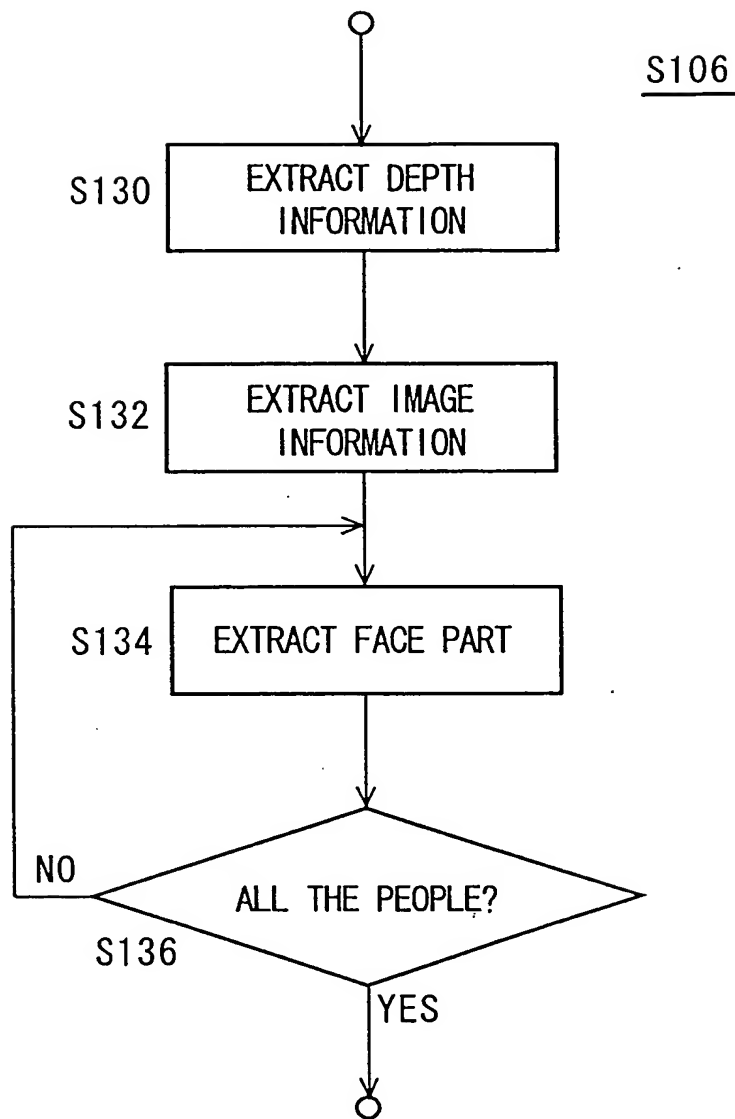 S106
S130
EXTRACT DEPTH
INFORMATION
S132
EXTRACT IMAGE
INFORMATION
S134
EXTRACT FACE PART
NO
ALL THE PEOPLE?
S136
YES